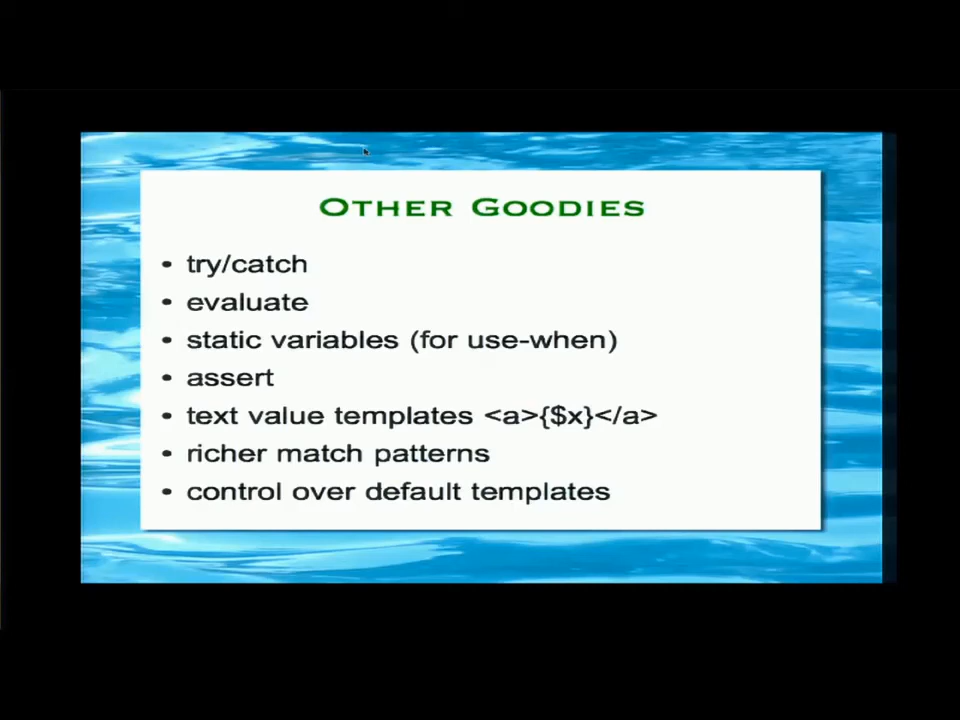 Other Goodies
• try/catch
• evaluate
• static variables (for use-when)
• assert
• text value templates <a>{$x}</a>
• richer match patterns
• control over default templates